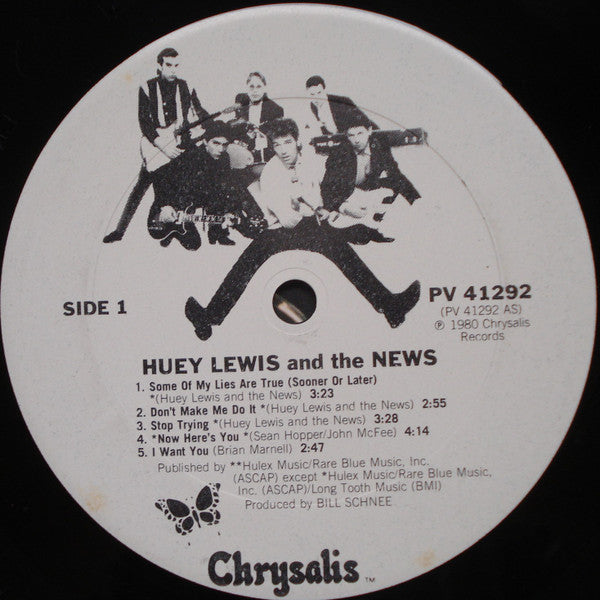 SIDE 1
PV 41292
(PV 41292 AS)
℗ 1980 Chrysalis
Records
HUEY LEWIS and the NEWS
1. Some Of My Lies Are True (Sooner Or Later)
*(Huey Lewis and the News) 3:23
2. Don't Make Me Do It *(Huey Lewis and the News) 2:55
3. Stop Trying *(Huey Lewis and the News) 3:28
4. *Now Here's You *(Sean Hopper/John McFee) 4:14
5. I Want You (Brian Marnell) 2:47
Published by **Hulex Music/Rare Blue Music, Inc.
(ASCAP) except *Hulex Music/Rare Blue Music,
Inc. (ASCAP)/Long Tooth Music (BMI)
Produced by BILL SCHNEE
Chrysalis ™